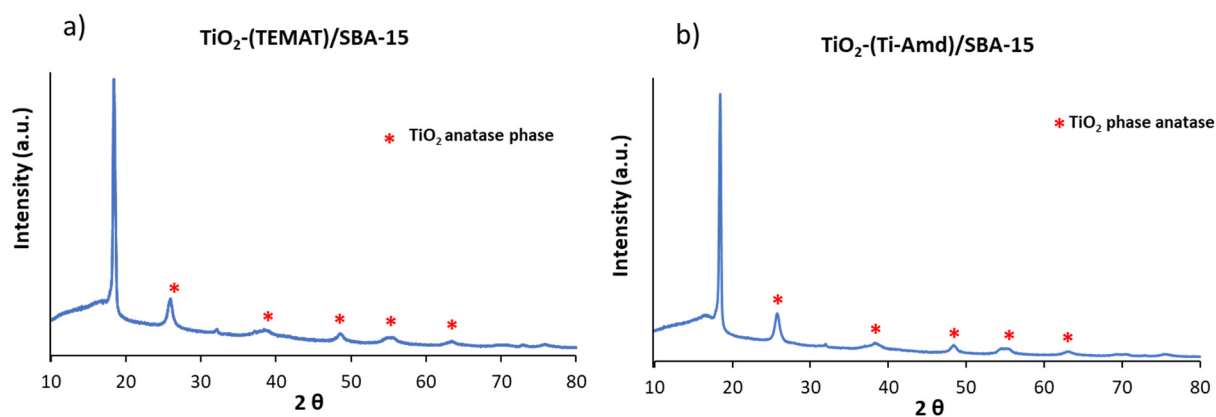 a)
TiO₂-(TEMAT)/SBA-15
* TiO₂ anatase phase
Intensity (a.u.)
10 20 30 40 50 60 70 80
2 θ
b)
TiO₂-(Ti-Amd)/SBA-15
* TiO₂ phase anatase
Intensity (a.u.)
10 20 30 40 50 60 70 80
2 θ